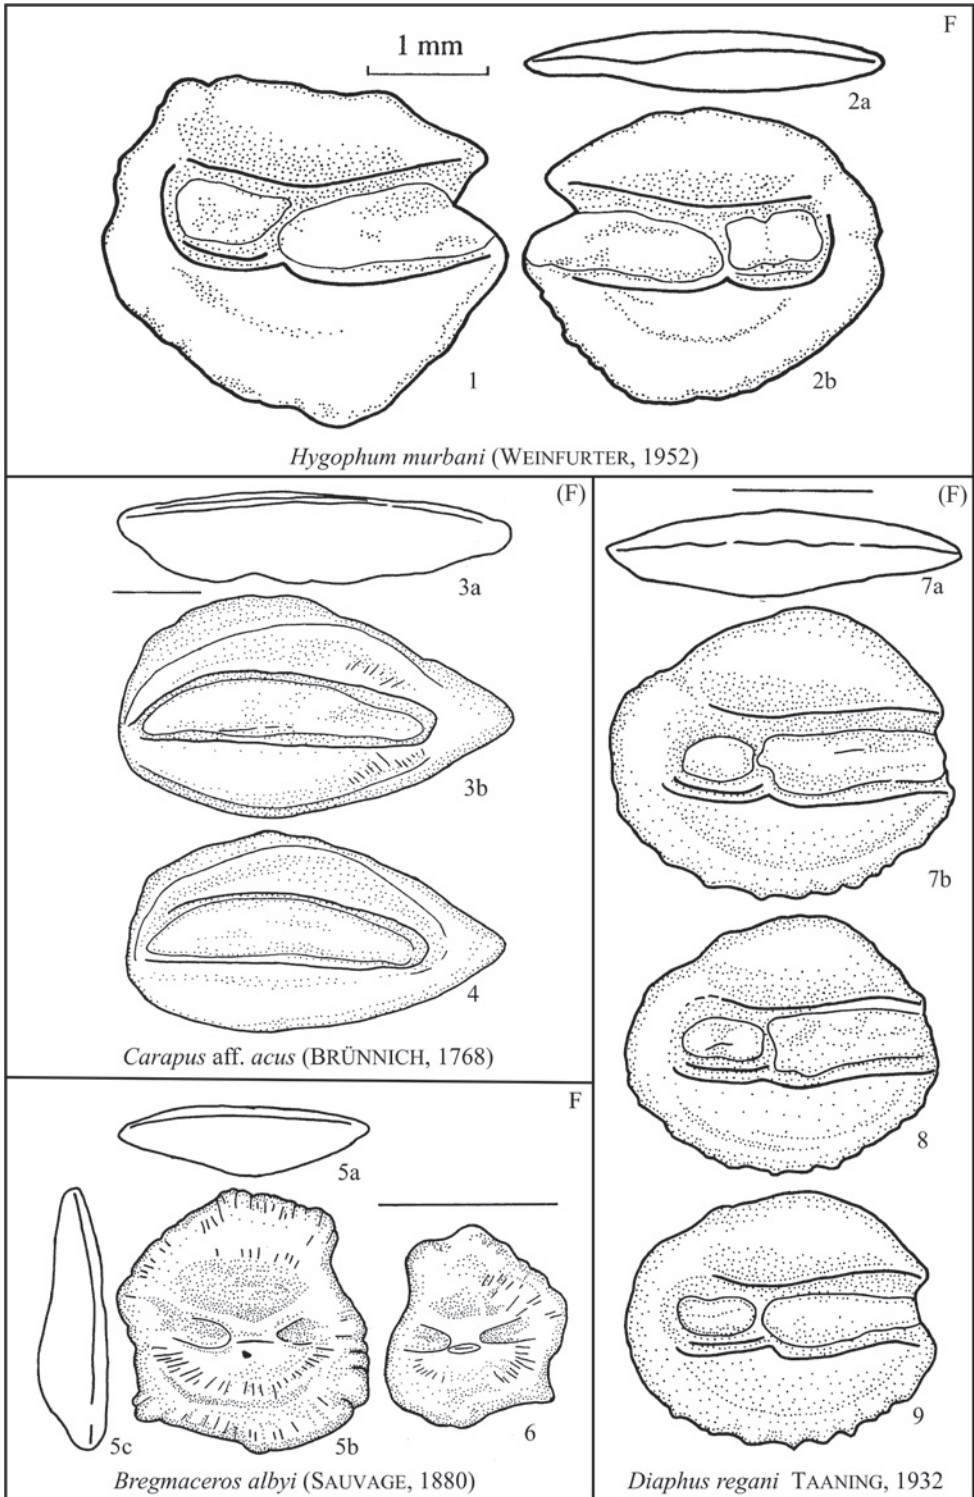 F
1 mm
2a
1
2b
Hygophum murbani (WEINFURTER, 1952)
(F)
3a
3b
4
Carapus aff. acus (BRÜNNICH, 1768)
F
5a
5c
5b
6
Bregmaceros albyi (SAUVAGE, 1880)
(F)
7a
7b
8
9
Diaphus regani TAANING, 1932